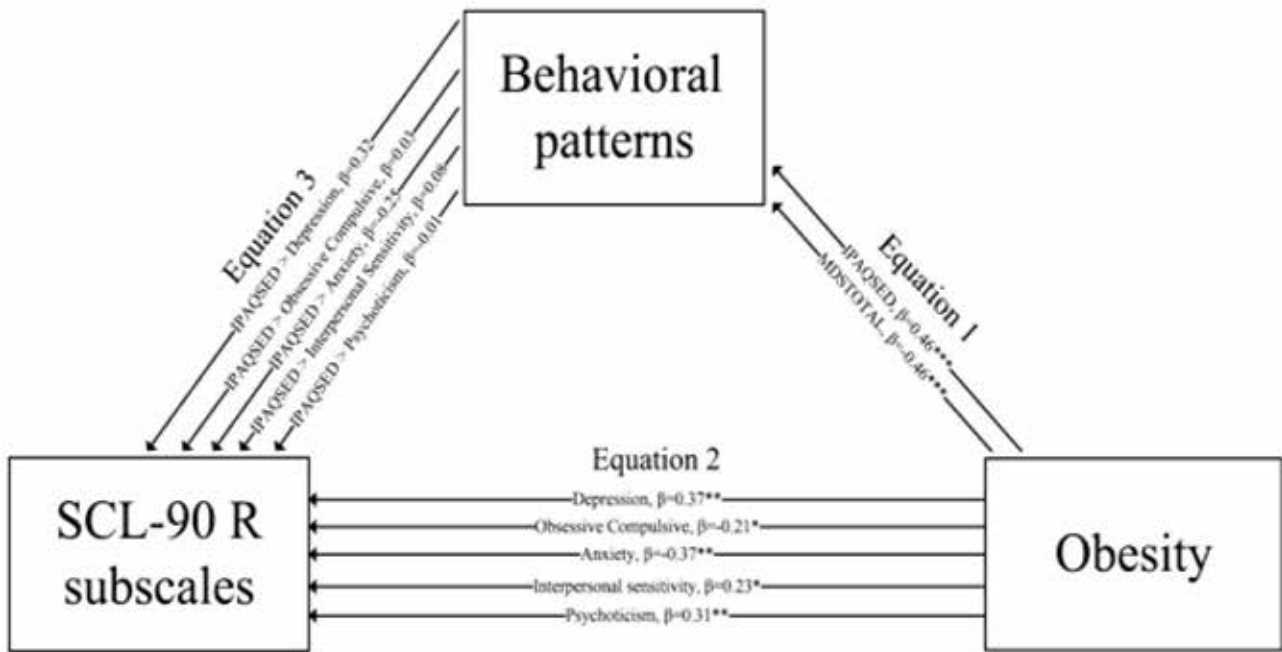 Behavioral
patterns
Equation 3
IPAQSED > Depression, β=0.32
IPAQSED > Obsessive Compulsive, β=0.03
IPAQSED > Anxiety, β=-0.25
IPAQSED > Interpersonal Sensitivity, β=0.08
IPAQSED > Psychoticism, β=-0.01
Equation 1
IPAQSED, β=0.46***
MDSTOTAL, β=-0.46***
Equation 2
Depression, β=0.37**
Obsessive Compulsive, β=-0.21*
Anxiety, β=-0.37**
Interpersonal sensitivity, β=0.23*
Psychoticism, β=0.31**
SCL-90 R
subscales
Obesity